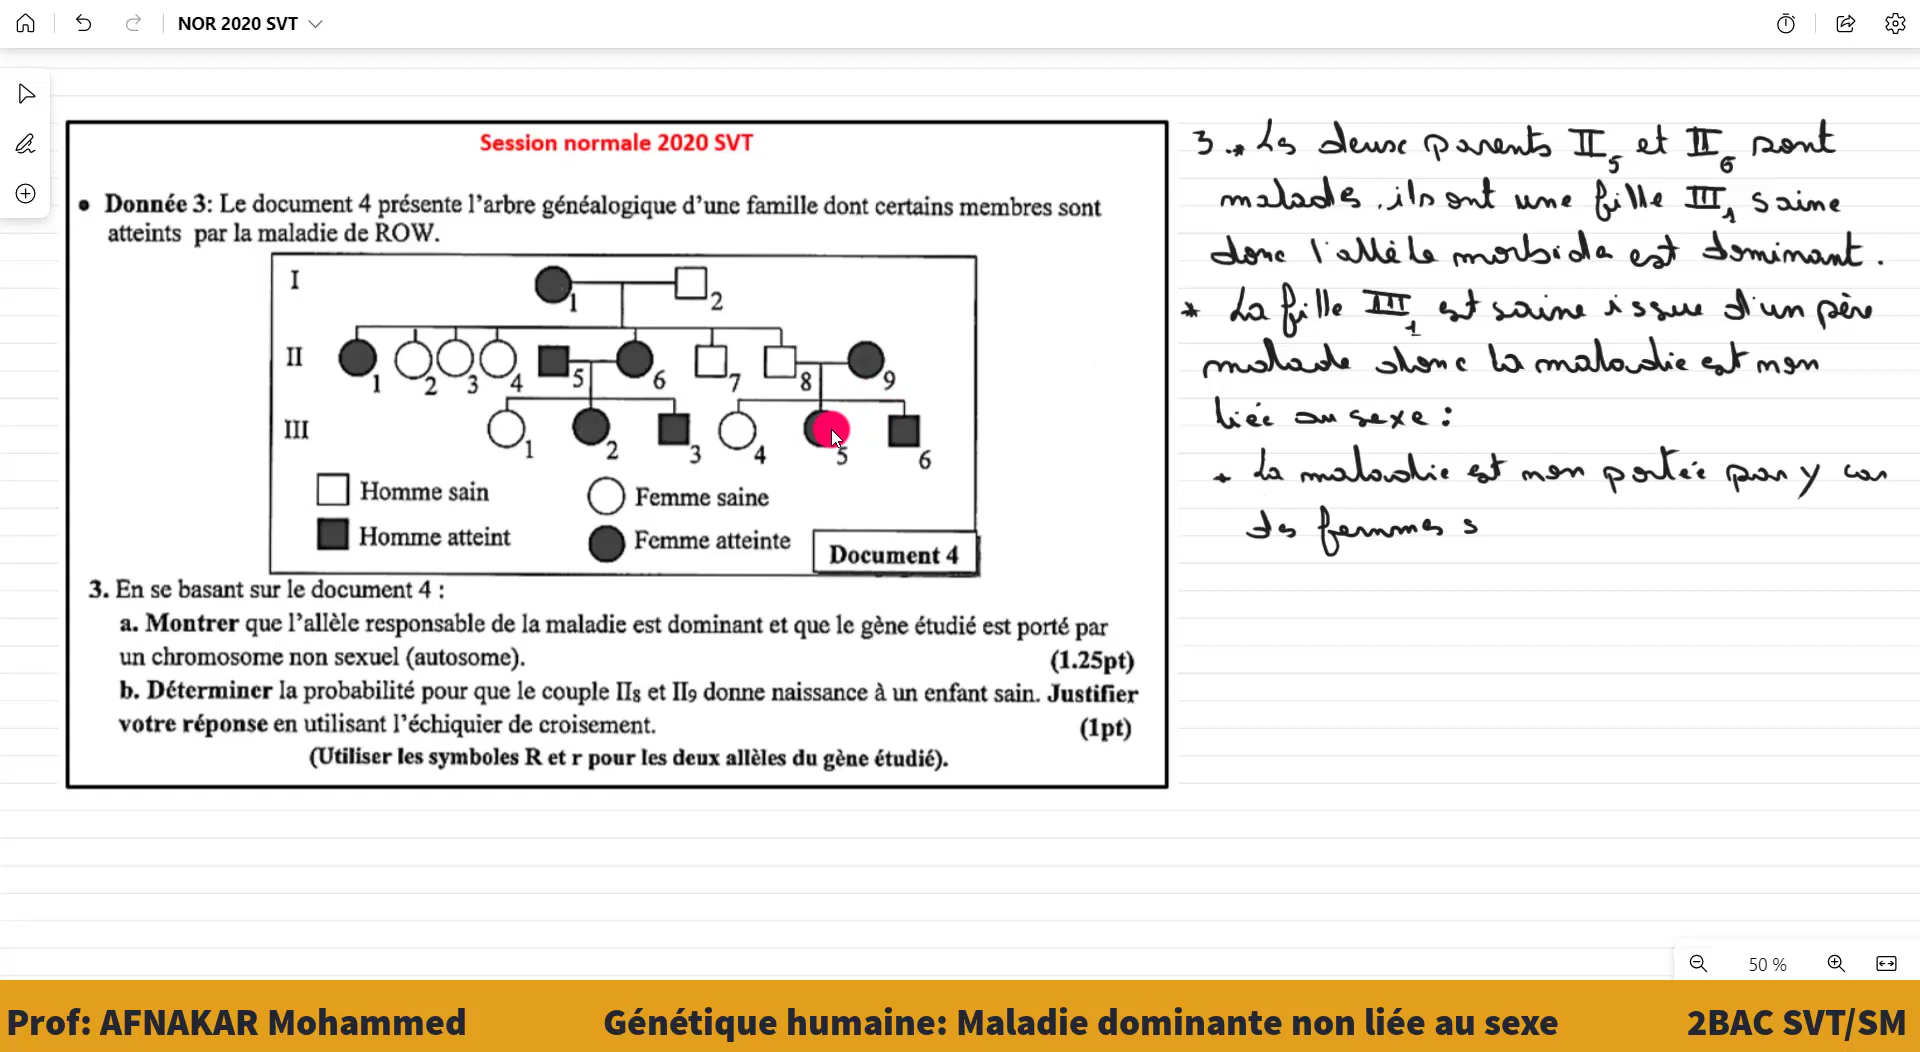 NOR 2020 SVT
Session normale 2020 SVT
• Donnée 3: Le document 4 présente l'arbre généalogique d'une famille dont certains membres sont
atteints par la maladie de ROW.
I
1
2
II
1
2
3
4
5
6
7
8
9
III
1
2
3
4
5
6
Homme sain
Femme saine
Homme atteint
Femme atteinte
Document 4
3. En se basant sur le document 4 :
a. Montrer que l'allèle responsable de la maladie est dominant et que le gène étudié est porté par
un chromosome non sexuel (autosome). (1.25pt)
b. Déterminer la probabilité pour que le couple II8 et II9 donne naissance à un enfant sain. Justifier
votre réponse en utilisant l'échiquier de croisement. (1pt)
(Utiliser les symboles R et r pour les deux allèles du gène étudié).
3.* Les deux parents II5 et II6 sont
malades, ils ont une fille III1 saine
donc l'allèle morbide est dominant.
* La fille III1 est saine issue d'un père
malade donc la maladie est non
liée au sexe :
* La maladie est non portée par Y car
des femmes s
50 %
Prof: AFNAKAR Mohammed
Génétique humaine: Maladie dominante non liée au sexe
2BAC SVT/SM